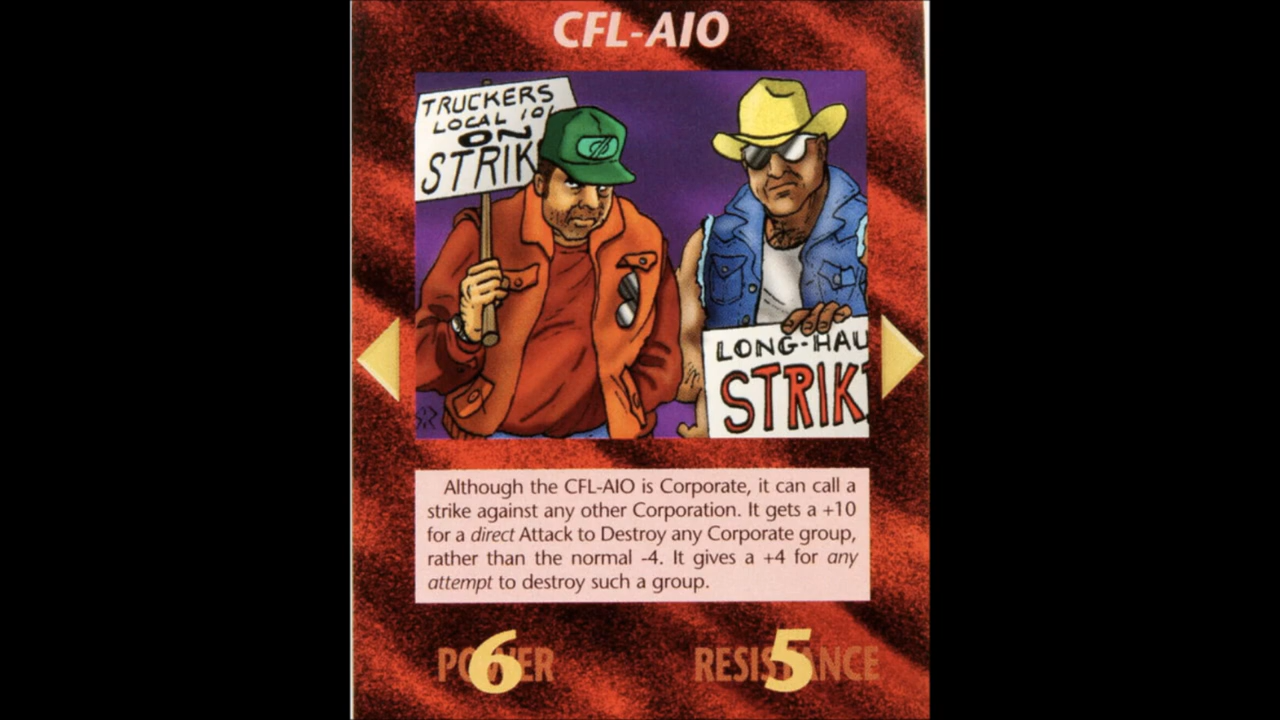 CFL-AIO
TRUCKERS
LOCAL 101
ON
STRIK
LONG-HAU
STRIK
Although the CFL-AIO is Corporate, it can call a
strike against any other Corporation. It gets a +10
for a direct Attack to Destroy any Corporate group,
rather than the normal -4. It gives a +4 for any
attempt to destroy such a group.
POWER 6
RESISTANCE 5